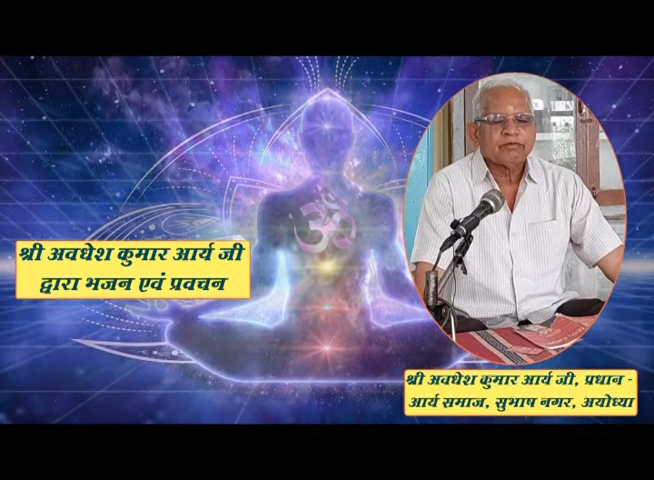 श्री अवधेश कुमार आर्य जी
द्वारा भजन एवं प्रवचन
ॐ
श्री अवधेश कुमार आर्य जी, प्रधान -
आर्य समाज, सुभाष नगर, अयोध्या